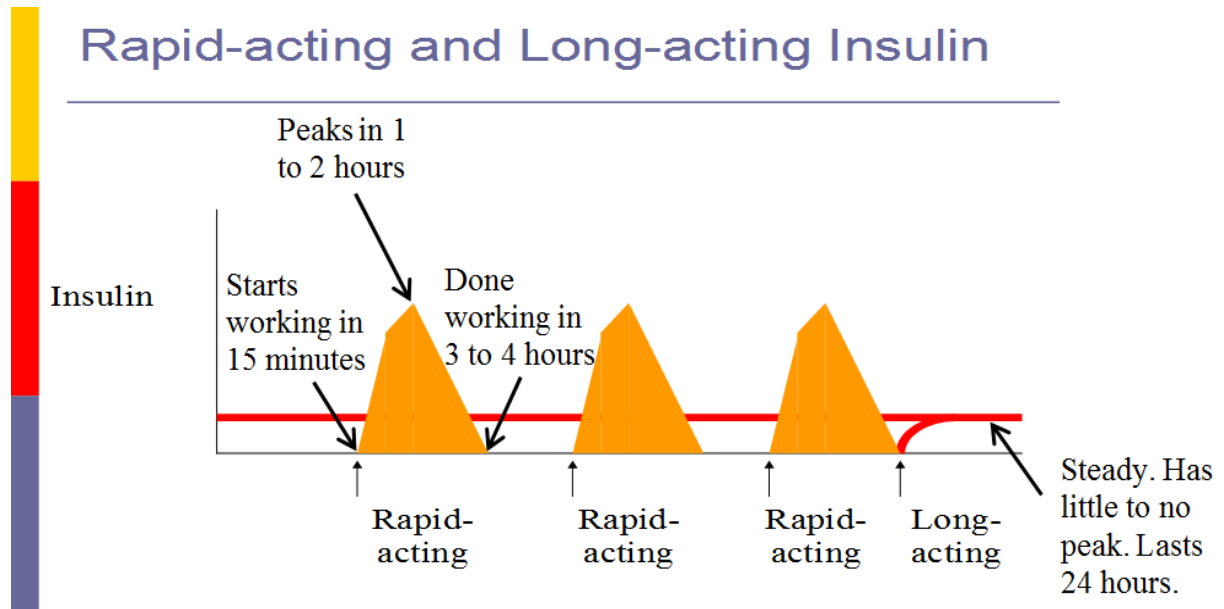 Rapid-acting and Long-acting Insulin
Peaks in 1
to 2 hours
Insulin
Starts
working in
15 minutes
Done
working in
3 to 4 hours
Rapid-
acting
Rapid-
acting
Rapid-
acting
Long-
acting
Steady. Has
little to no
peak. Lasts
24 hours.